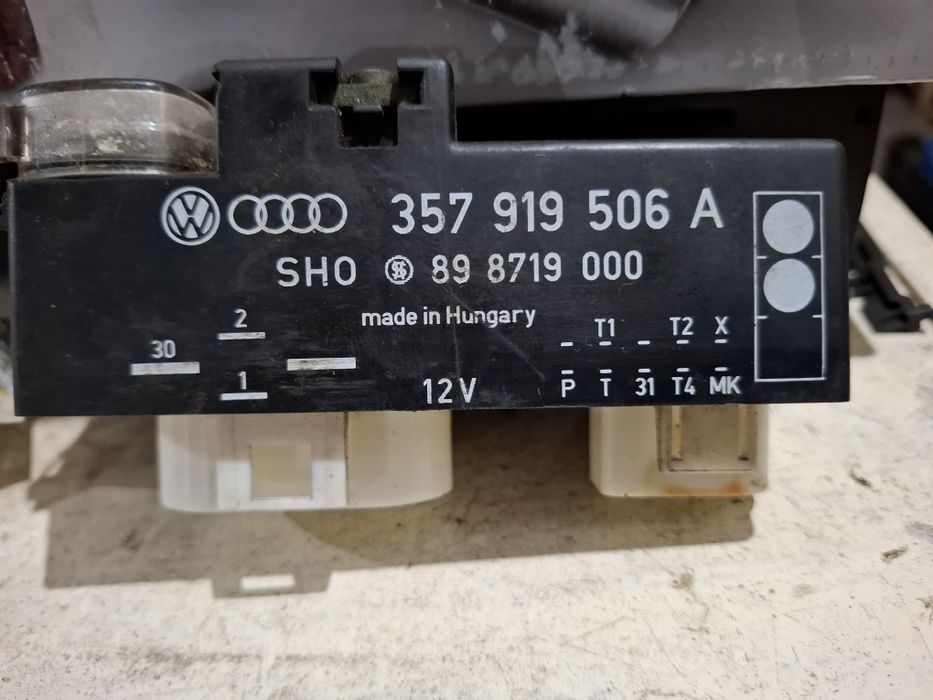 357 919 506 A
SHO 89 8719 000
made in Hungary
2
T1 T2 X
30
1
12V
P T 31 T4 MK